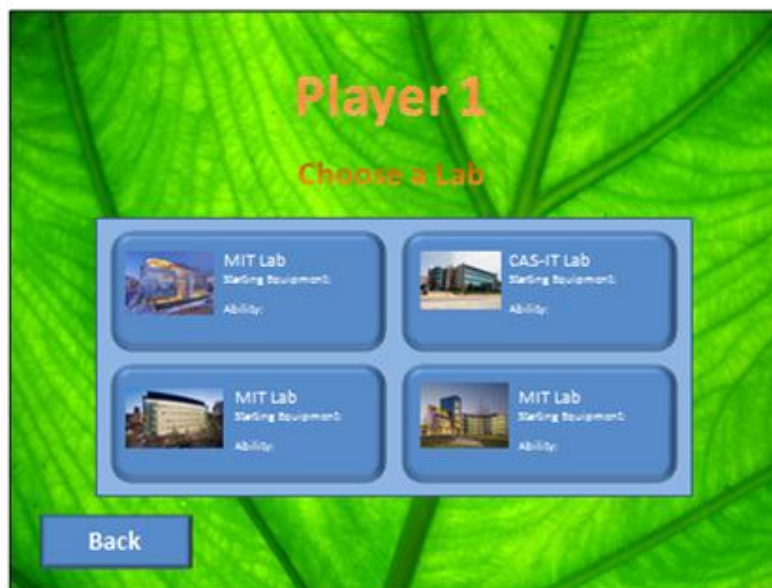 Player 1
Choose a Lab
MIT Lab
Starting Equipment:
Ability:
CAS-IT Lab
Starting Equipment:
Ability:
MIT Lab
Starting Equipment:
Ability:
MIT Lab
Starting Equipment:
Ability:
Back